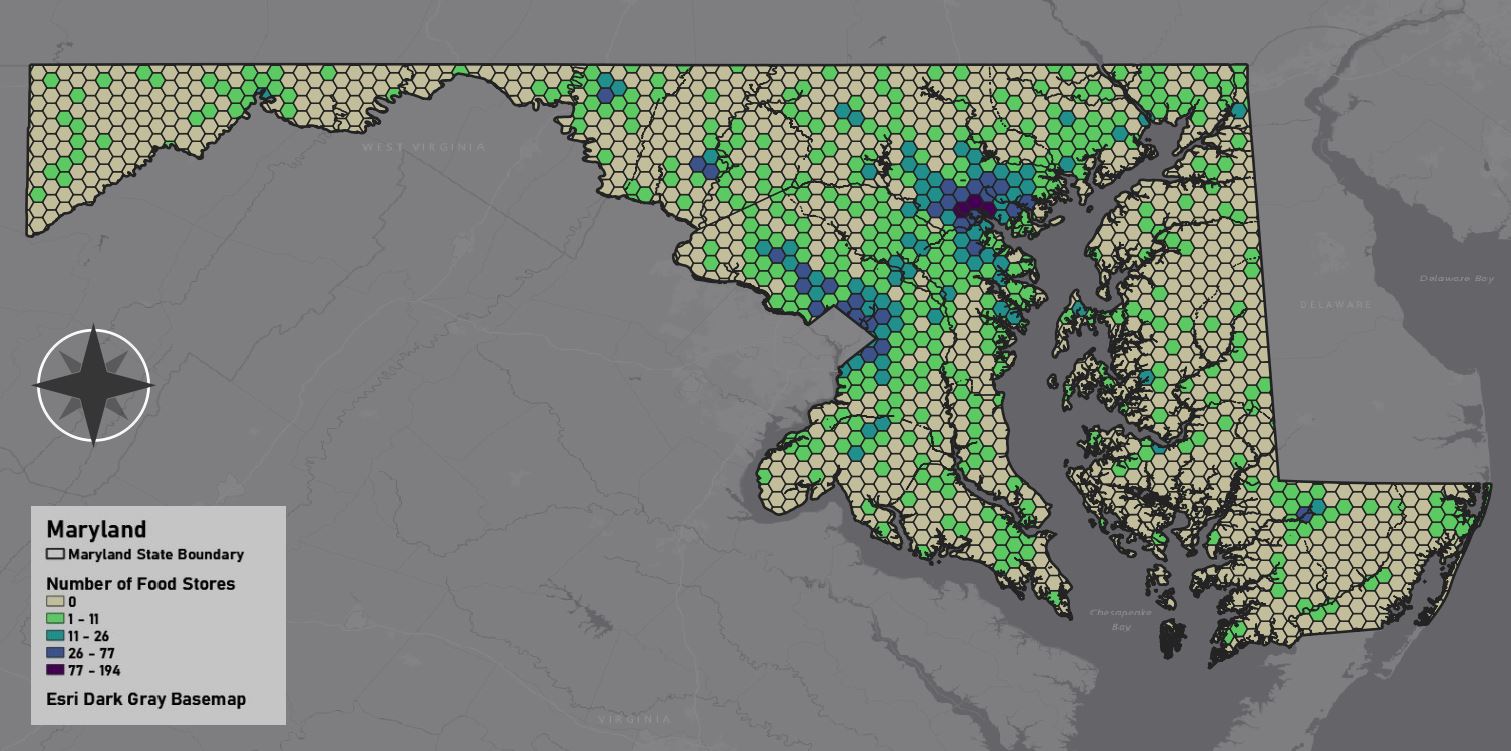 WEST VIRGINIA
Delaware Bay
DELAWARE
Maryland
Maryland State Boundary
Number of Food Stores
0
1 - 11
11 - 26
26 - 77
77 - 194
Esri Dark Gray Basemap
Chesapeake
Bay
VIRGINIA